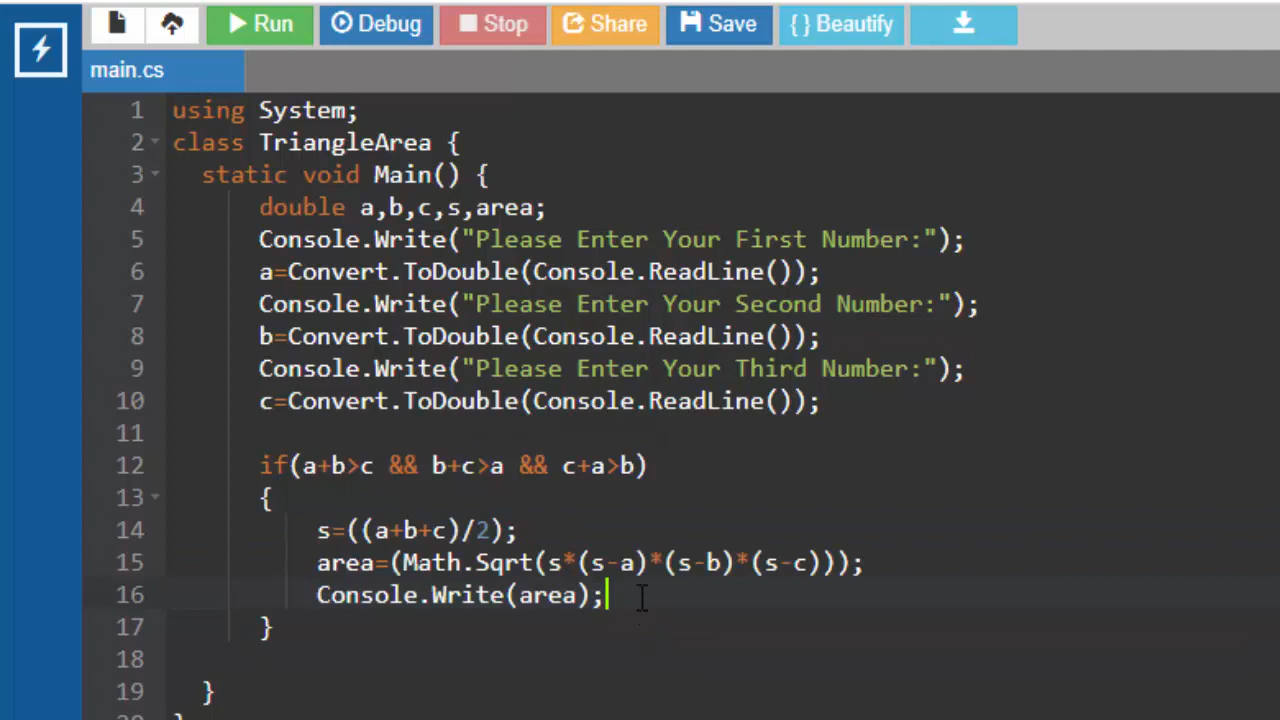 Run Debug Stop Share Save { } Beautify
main.cs
1 using System;
2 class TriangleArea {
3 static void Main() {
4 double a,b,c,s,area;
5 Console.Write("Please Enter Your First Number:");
6 a=Convert.ToDouble(Console.ReadLine());
7 Console.Write("Please Enter Your Second Number:");
8 b=Convert.ToDouble(Console.ReadLine());
9 Console.Write("Please Enter Your Third Number:");
10 c=Convert.ToDouble(Console.ReadLine());
11
12 if(a+b>c && b+c>a && c+a>b)
13 {
14 s=((a+b+c)/2);
15 area=(Math.Sqrt(s*(s-a)*(s-b)*(s-c)));
16 Console.Write(area);
17 }
18
19 }